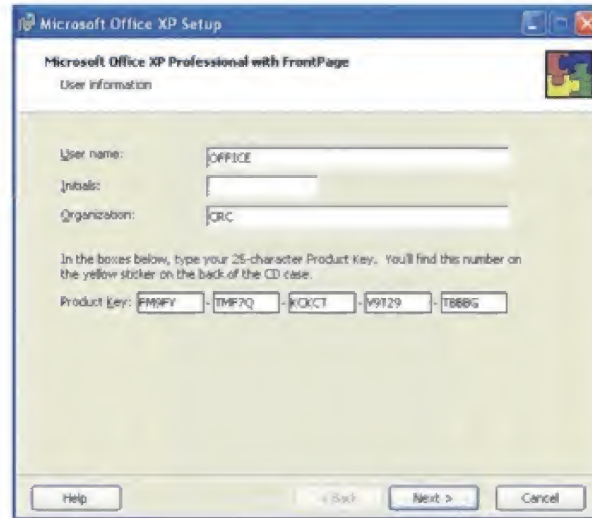 Microsoft Office XP Setup
Microsoft Office XP Professional with FrontPage
User information
User name: OFFICE
Initials:
Organization: CRC
In the boxes below, type your 25-character Product Key. You'll find this number on
the yellow sticker on the back of the CD case.
Product Key: FM9FY - TMF7Q - KCKCT - V9T29 - TBBBG
Help < Back Next > Cancel